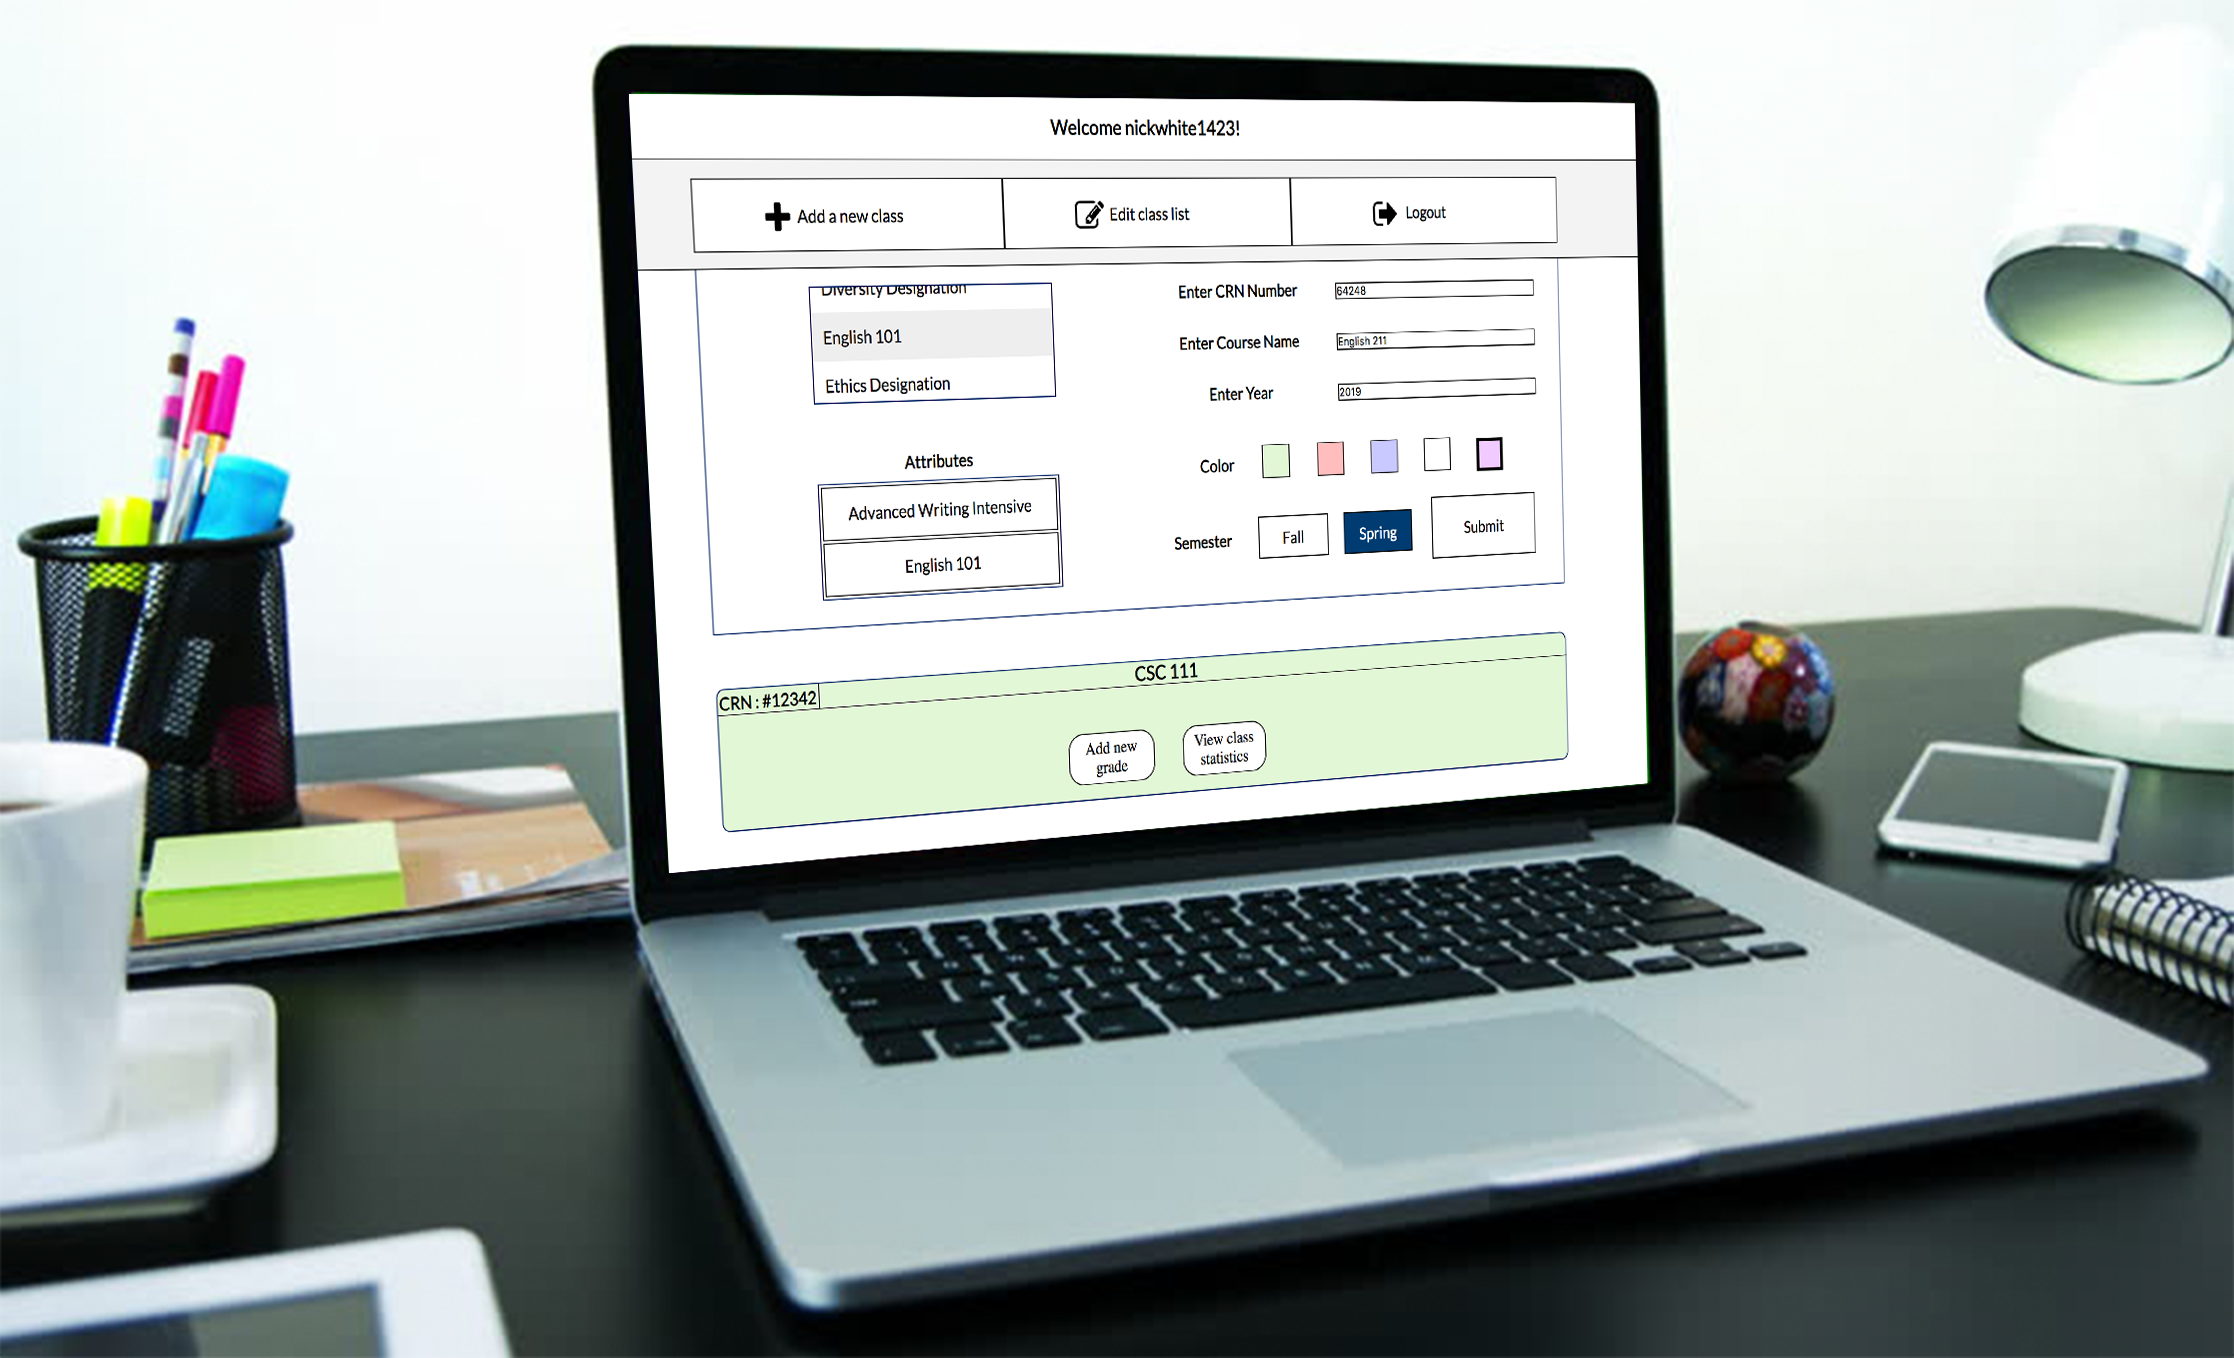 Welcome nickwhite1423!
Add a new class
Edit class list
Logout
Diversity Designation
English 101
Ethics Designation
Attributes
Advanced Writing Intensive
English 101
Enter CRN Number
64248
Enter Course Name
English 211
Enter Year
2019
Color
Semester
Fall
Spring
Submit
CSC 111
CRN : #12342
Add new
grade
View class
statistics